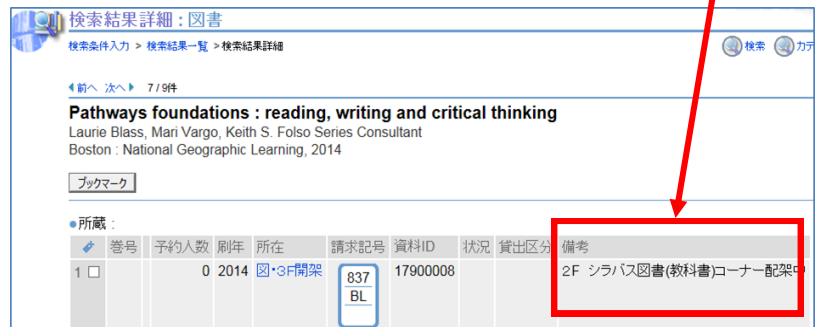 検索結果詳細：図書
検索条件入力 > 検索結果一覧 >検索結果詳細
検索 カテ
前へ 次へ 7/9件
Pathways foundations : reading, writing and critical thinking
Laurie Blass, Mari Vargo, Keith S. Folso Series Consultant
Boston : National Geographic Learning, 2014
ブックマーク
所蔵 :
巻号 予約人数 刷年 所在 請求記号 資料ID 状況 貸出区分 備考
1 0 2014 図・3F開架 837 17900008 2F シラバス図書(教科書)コーナー配架中
BL